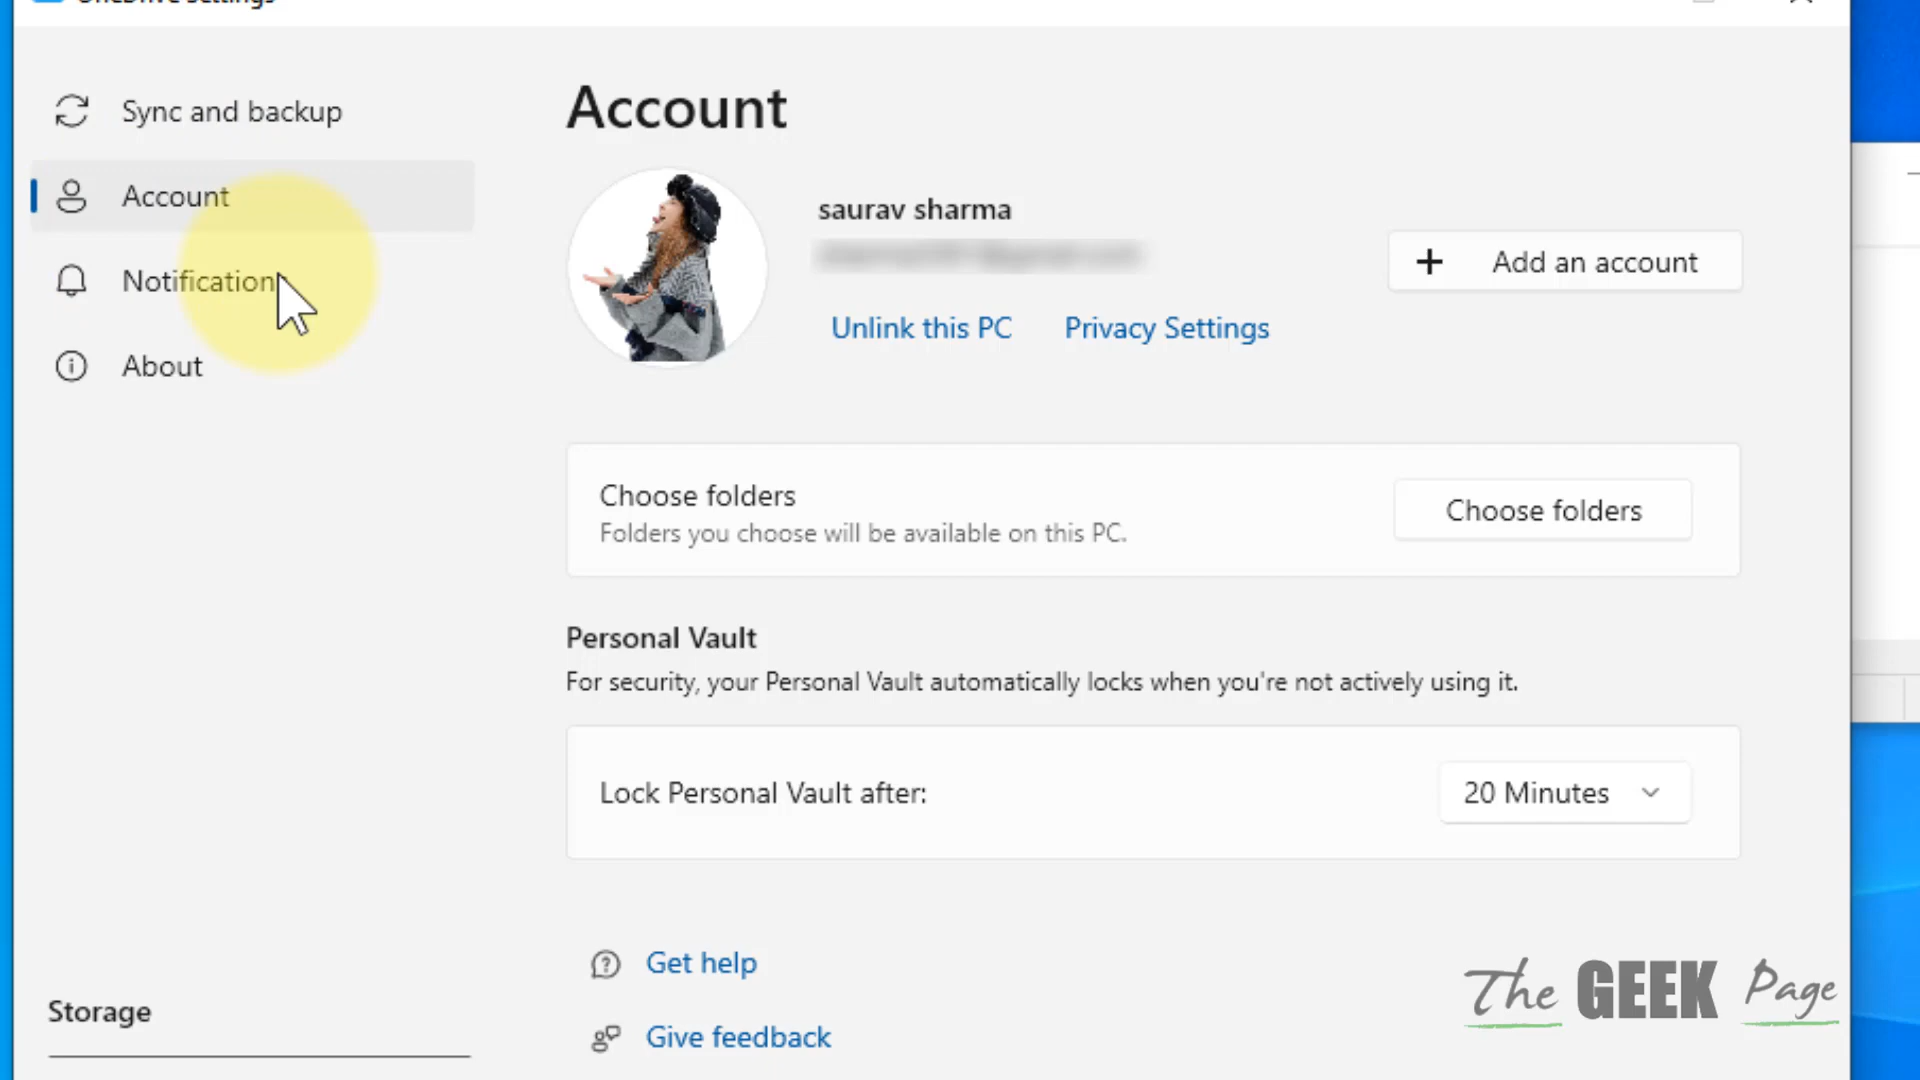 OneDrive settings
Sync and backup
Account
Notification
About
Storage
Account
saurav sharma
Unlink this PC
Privacy Settings
+ Add an account
Choose folders
Folders you choose will be available on this PC.
Choose folders
Personal Vault
For security, your Personal Vault automatically locks when you're not actively using it.
Lock Personal Vault after:
20 Minutes
Get help
Give feedback
The GEEK Page